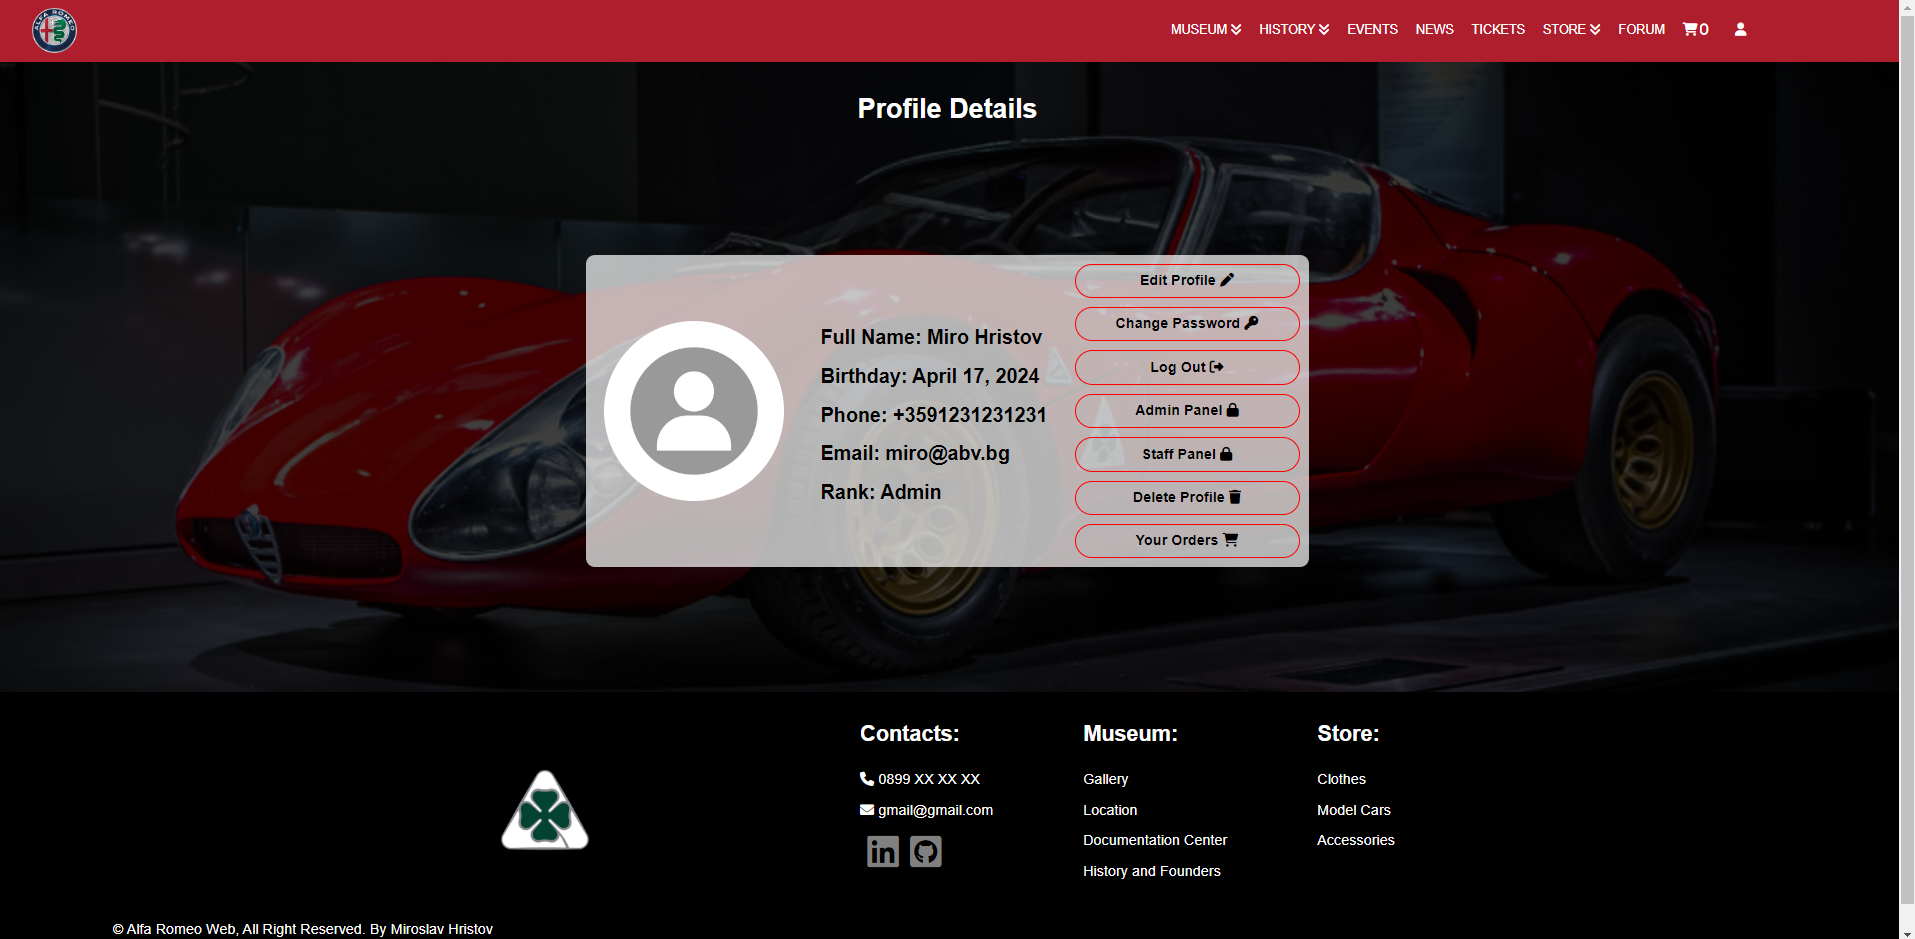 ALFA ROMEO
MUSEUM HISTORY EVENTS NEWS TICKETS STORE FORUM 0
Profile Details
Full Name: Miro Hristov
Birthday: April 17, 2024
Phone: +3591231231231
Email: miro@abv.bg
Rank: Admin
Edit Profile
Change Password
Log Out
Admin Panel
Staff Panel
Delete Profile
Your Orders
Contacts:
0899 XX XX XX
gmail@gmail.com
in
Museum:
Gallery
Location
Documentation Center
History and Founders
Store:
Clothes
Model Cars
Accessories
© Alfa Romeo Web, All Right Reserved. By Miroslav Hristov